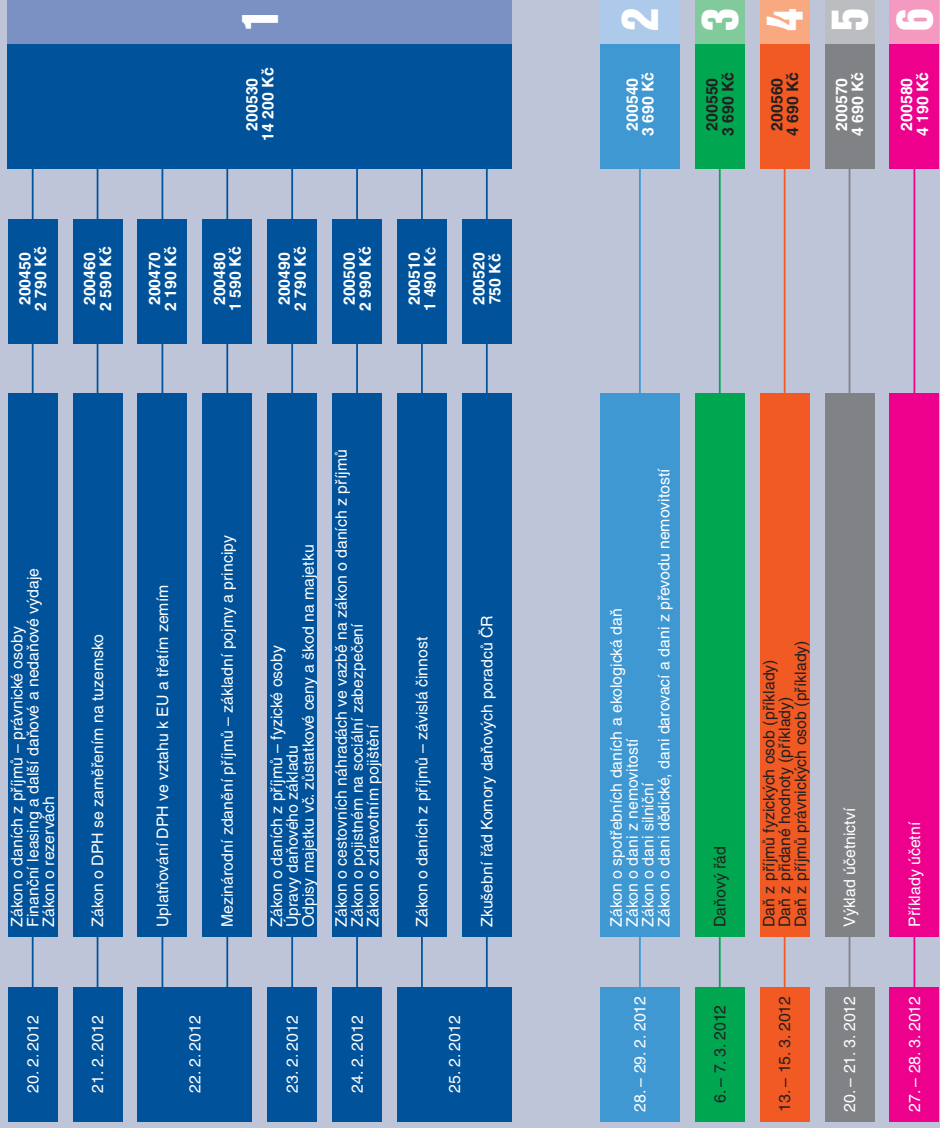 20. 2. 2012
Zákon o daních z příjmů – právnické osoby
Finanční leasing a další daňové a nedaňové výdaje
Zákon o rezervách
200450
2 790 Kč
21. 2. 2012
Zákon o DPH se zaměřením na tuzemsko
200460
2 590 Kč
22. 2. 2012
Uplatňování DPH ve vztahu k EU a třetím zemím
200470
2 190 Kč
Mezinárodní zdanění příjmů – základní pojmy a principy
200480
1 590 Kč
23. 2. 2012
Zákon o daních z příjmů – fyzické osoby
Úpravy daňového základu
Odpisy majetku vč. zůstatkové ceny a škod na majetku
200490
2 790 Kč
24. 2. 2012
Zákon o cestovních náhradách ve vazbě na zákon o daních z příjmů
Zákon o pojistném na sociální zabezpečení
Zákon o zdravotním pojištění
200500
2 990 Kč
25. 2. 2012
Zákon o daních z příjmů – závislá činnost
200510
1 490 Kč
Zkušební řád Komory daňových poradců ČR
200520
750 Kč
200530
14 200 Kč
1
28. – 29. 2. 2012
Zákon o spotřebních daních a ekologická daň
Zákon o dani z nemovitostí
Zákon o dani silniční
Zákon o dani dědické, dani darovací a dani z převodu nemovitostí
200540
3 690 Kč
2
6. – 7. 3. 2012
Daňový řád
200550
3 690 Kč
3
13. – 15. 3. 2012
Daň z příjmů fyzických osob (příklady)
Daň z přidané hodnoty (příklady)
Daň z příjmů právnických osob (příklady)
200560
4 690 Kč
4
20. – 21. 3. 2012
Výklad účetnictví
200570
4 690 Kč
5
27. – 28. 3. 2012
Příklady účetní
200580
4 190 Kč
6